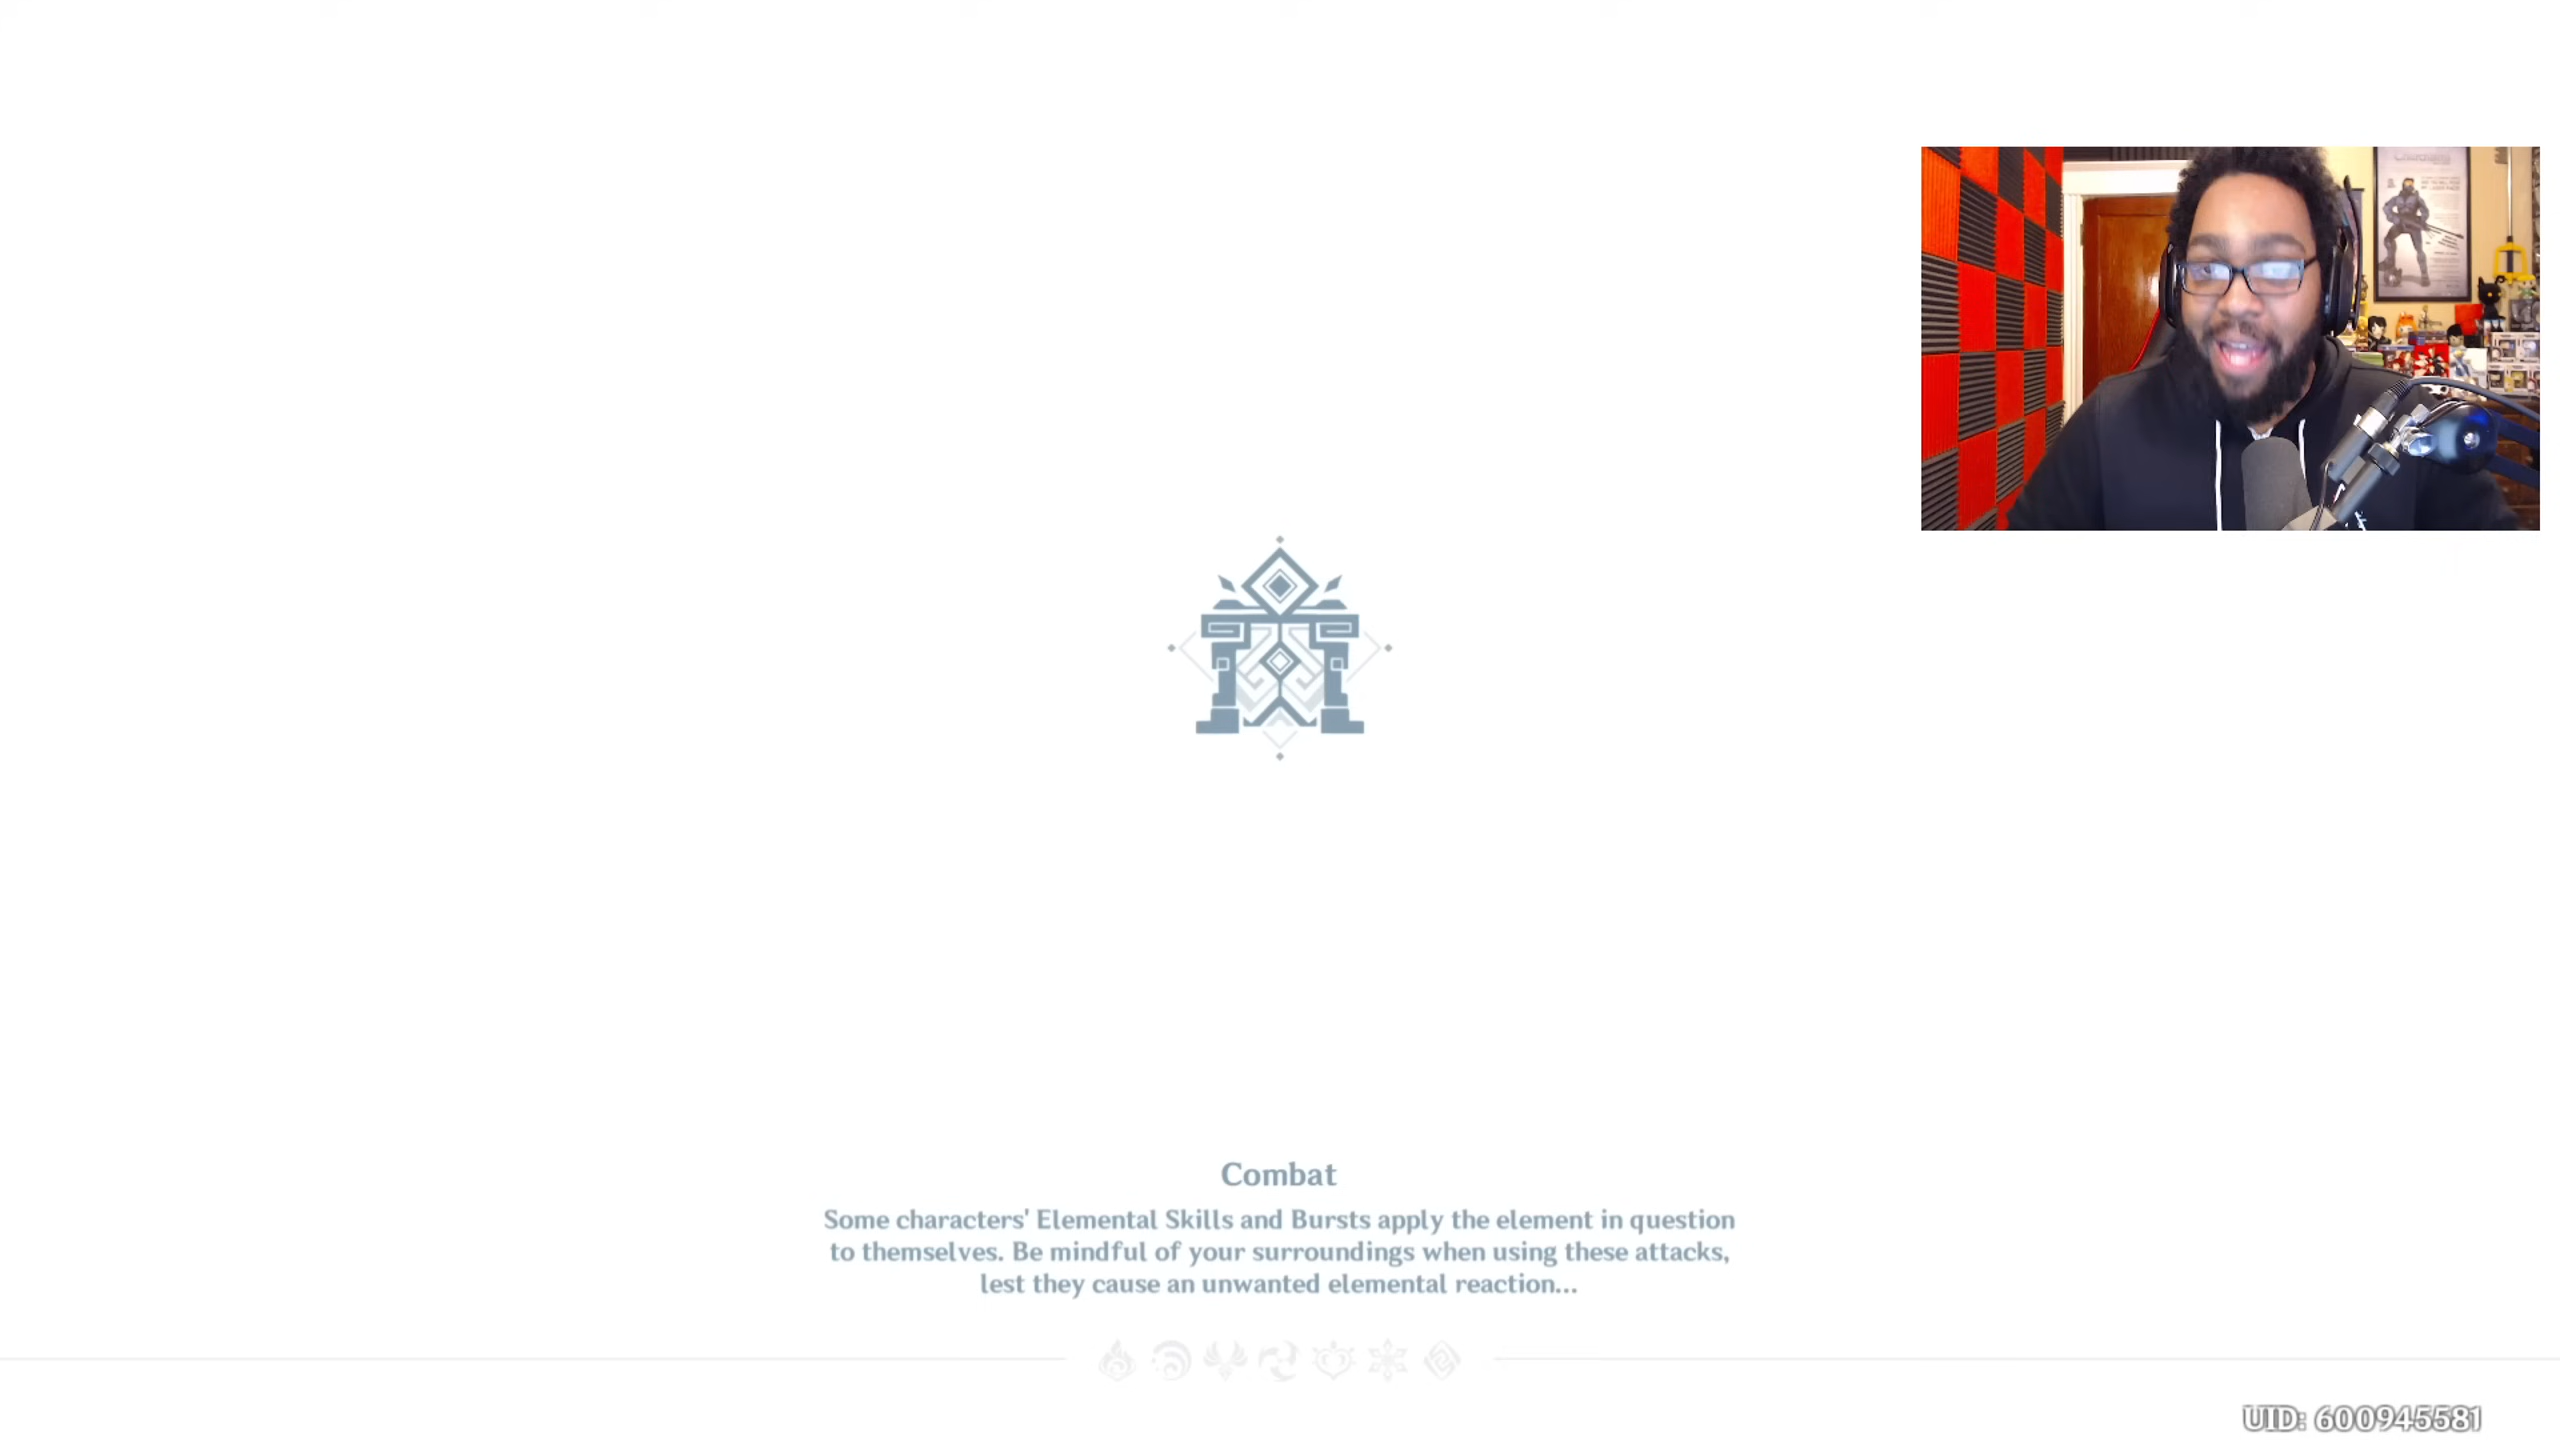 Combat
Some characters' Elemental Skills and Bursts apply the element in question
to themselves. Be mindful of your surroundings when using these attacks,
lest they cause an unwanted elemental reaction...
UID: 600945581